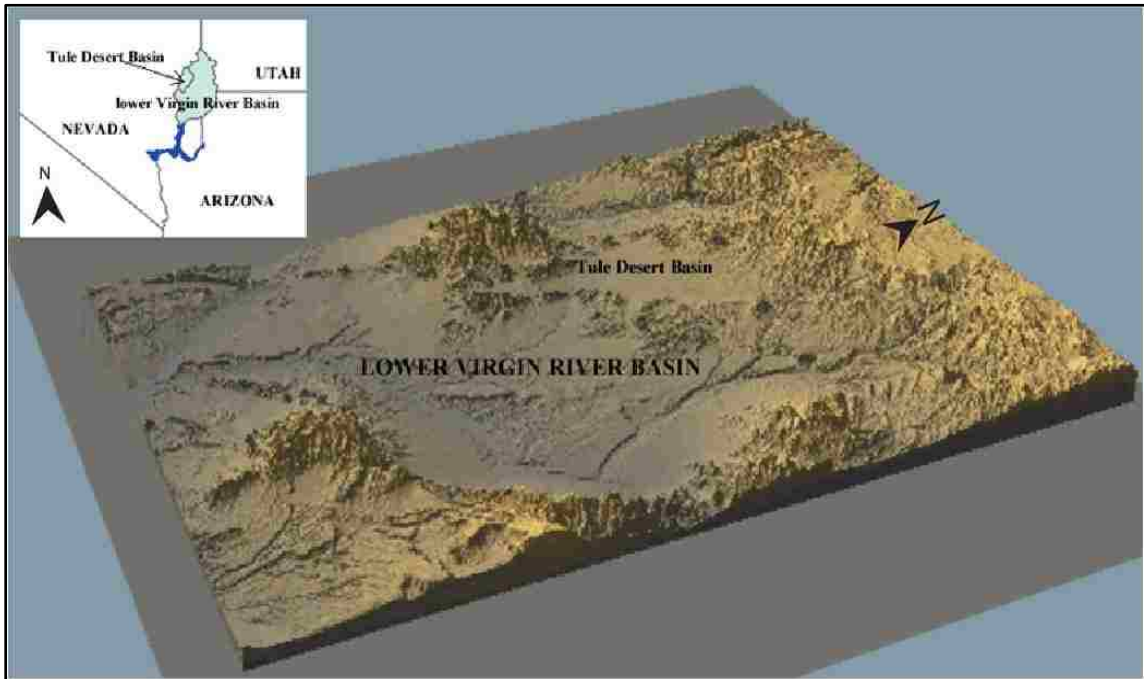 Tule Desert Basin
UTAH
lower Virgin River Basin
NEVADA
N
ARIZONA
N
Tule Desert Basin
LOWER VIRGIN RIVER BASIN